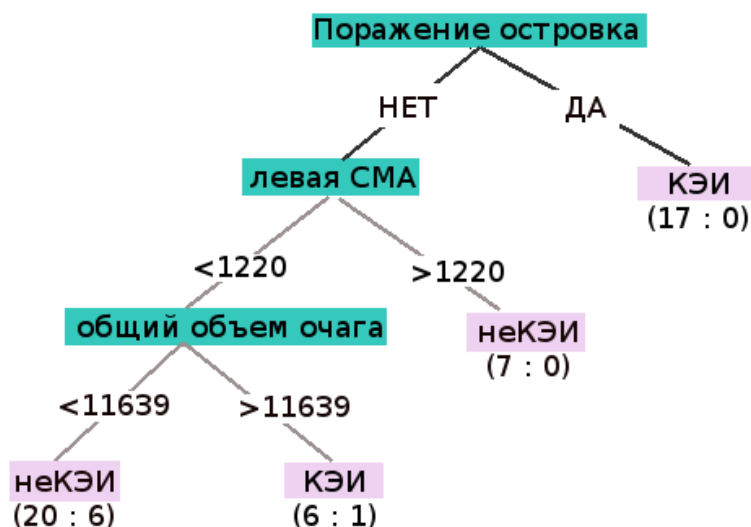 Поражение островка
НЕТ
ДА
левая СМА
КЭИ
(17 : 0)
<1220
>1220
общий объем очага
неКЭИ
(7 : 0)
<11639
>11639
неКЭИ
(20 : 6)
КЭИ
(6 : 1)